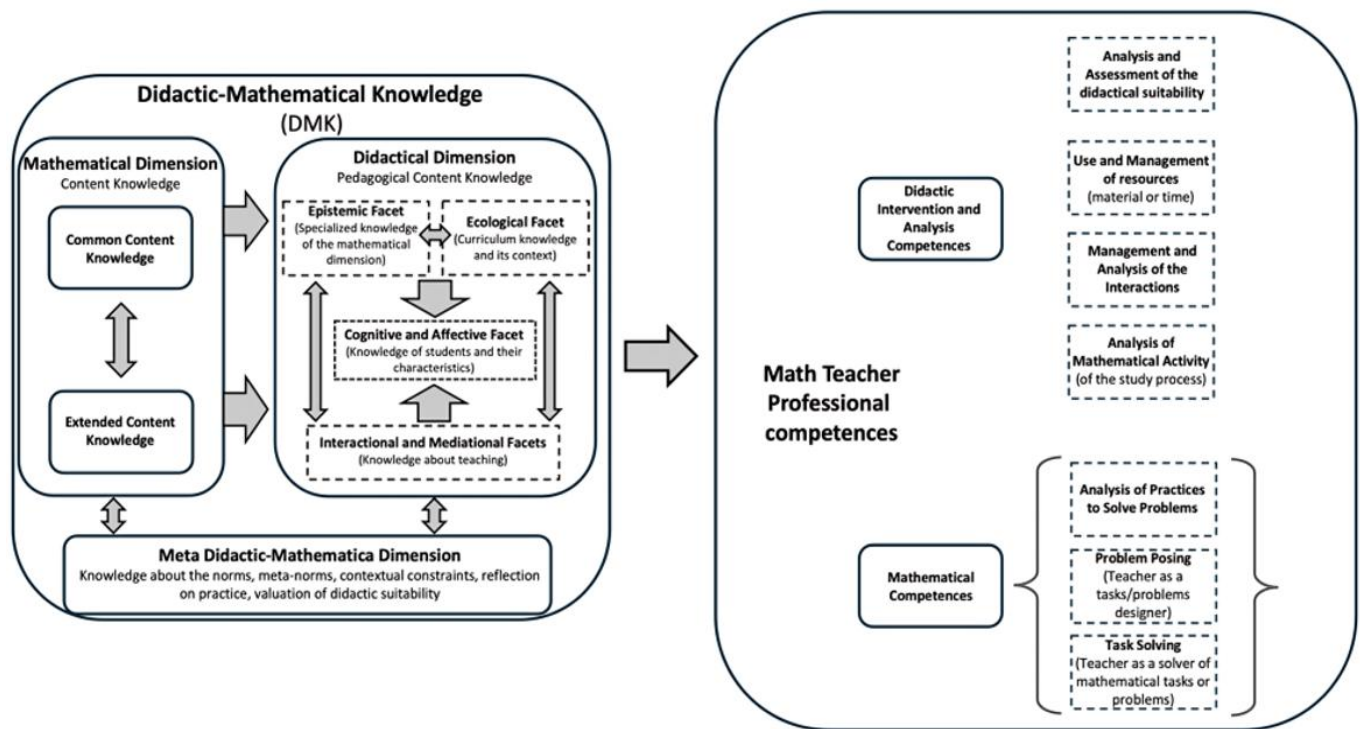 Didactic-Mathematical Knowledge
(DMK)
Mathematical Dimension
Content Knowledge
Common Content
Knowledge
Extended Content
Knowledge
Didactical Dimension
Pedagogical Content Knowledge
Epistemic Facet
(Specialized knowledge
of the mathematical
dimension)
Ecological Facet
(Curriculum knowledge
and its context)
Cognitive and Affective Facet
(Knowledge of students and their
characteristics)
Interactional and Mediational Facets
(Knowledge about teaching)
Meta Didactic-Mathematica Dimension
Knowledge about the norms, meta-norms, contextual constraints, reflection
on practice, valuation of didactic suitability
Math Teacher
Professional
competences
Didactic
Intervention and
Analysis
Competences
Analysis and
Assessment of the
didactical suitability
Use and Management
of resources
(material or time)
Management and
Analysis of the
Interactions
Analysis of
Mathematical Activity
(of the study process)
Mathematical
Competences
Analysis of Practices
to Solve Problems
Problem Posing
(Teacher as a
tasks/problems
designer)
Task Solving
(Teacher as a solver of
mathematical tasks or
problems)